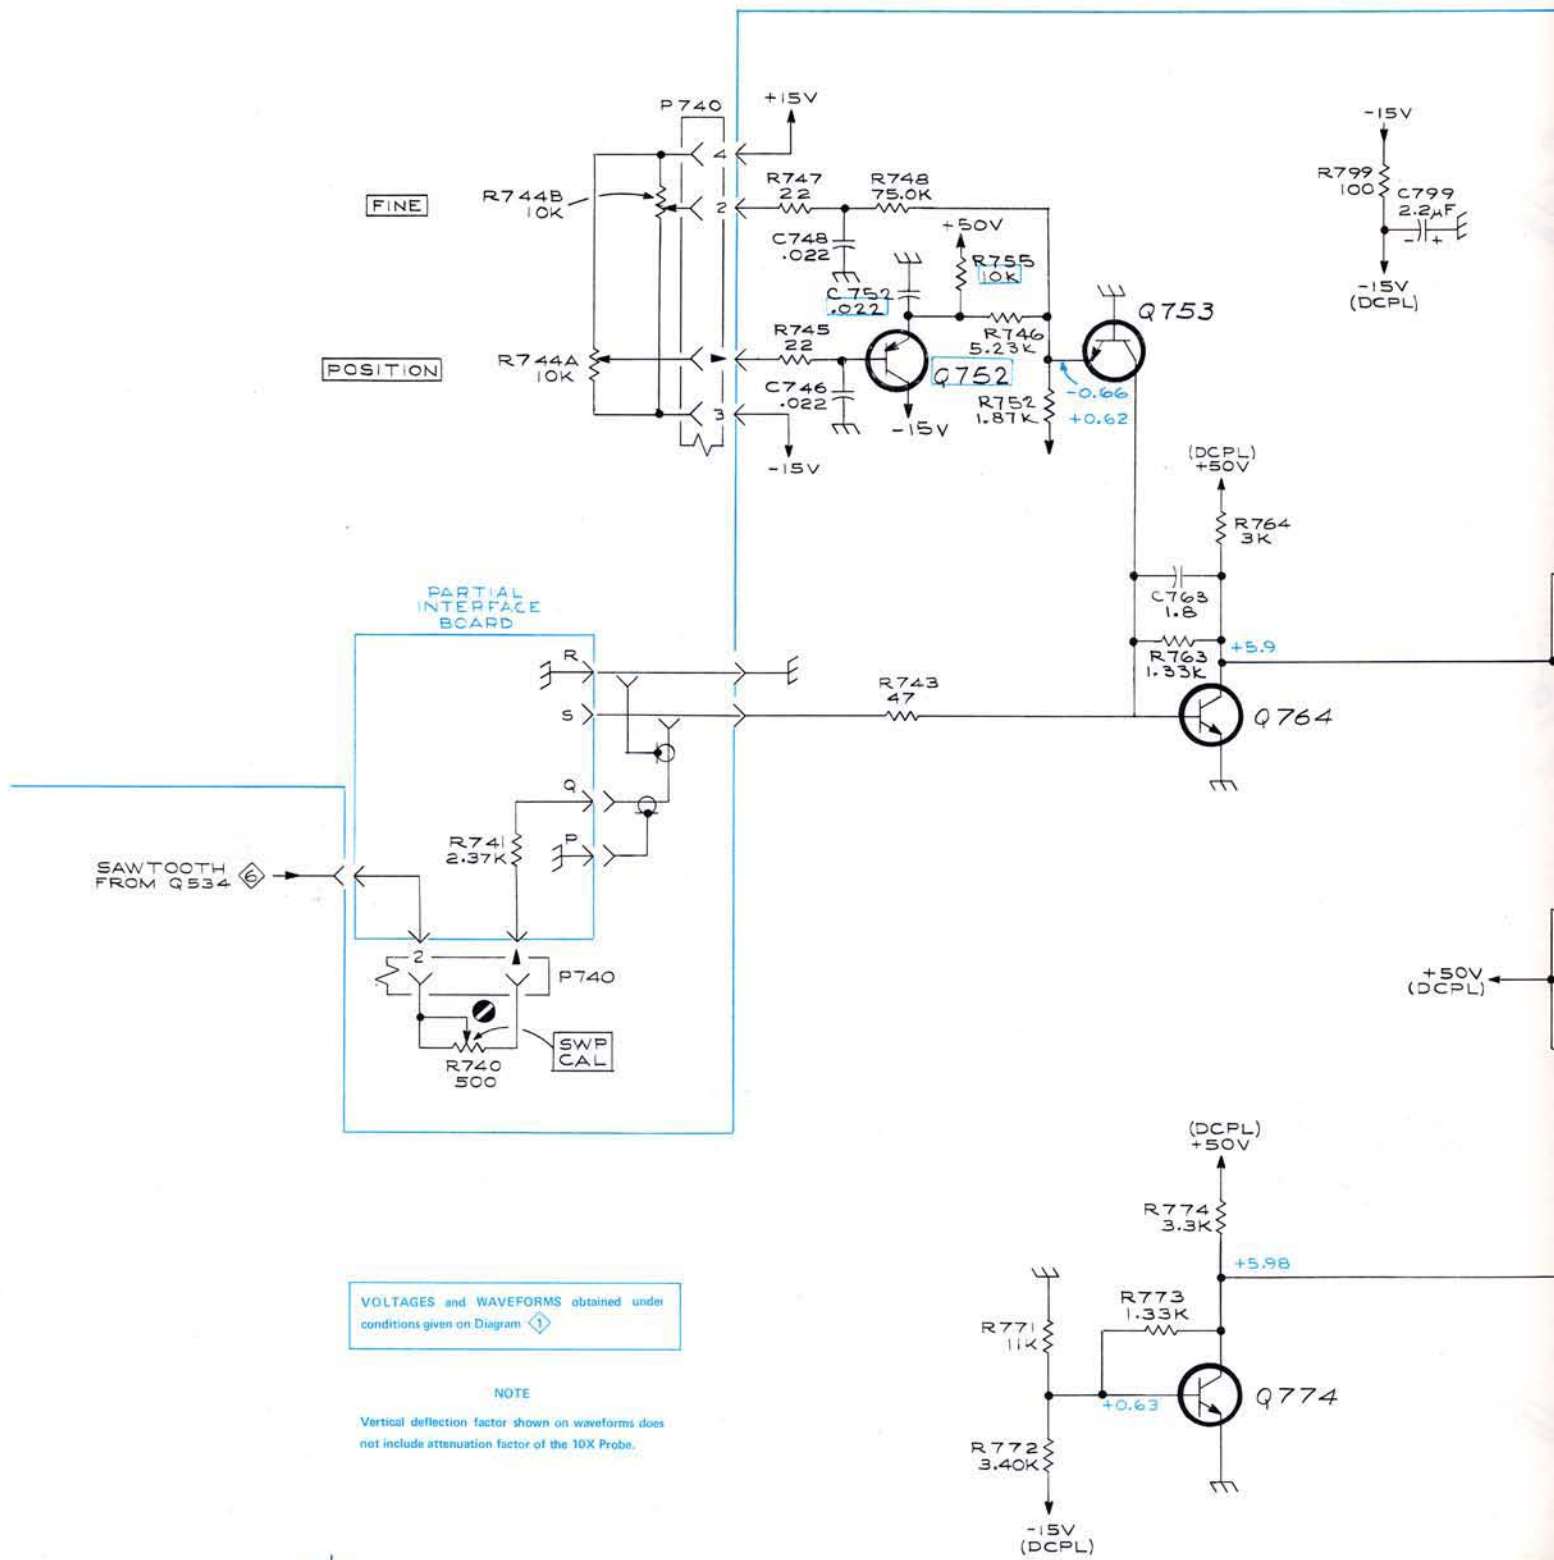 P740
+15V
4
FINE
R744B
10K
2
R747
22
R748
75.0K
C748
.022
+50V
R755
10K
C 752
.022
-15V
R799
100
C799
2.2µF
- +
-15V
(DCPL)
Q753
R745
22
R746
5.23K
POSITION
R744A
10K
Q752
C746
.022
-0.66
+0.62
R752
1.87K
3
-15V
-15V
(DCPL)
+50V
R764
3K
C763
1.8
PARTIAL
INTERFACE
BOARD
R
+5.9
R763
1.33K
R743
47
S
Q764
Q
R741
2.37K
P
SAWTOOTH
FROM Q534 6
2
P740
+50V
(DCPL)
SWP
CAL
R740
500
(DCPL)
+50V
R774
3.3K
+5.98
VOLTAGES and WAVEFORMS obtained under
conditions given on Diagram 1
R773
1.33K
R771
11K
Q774
+0.63
NOTE
Vertical deflection factor shown on waveforms does
not include attenuation factor of the 10X Probe.
R772
3.40K
-15V
(DCPL)